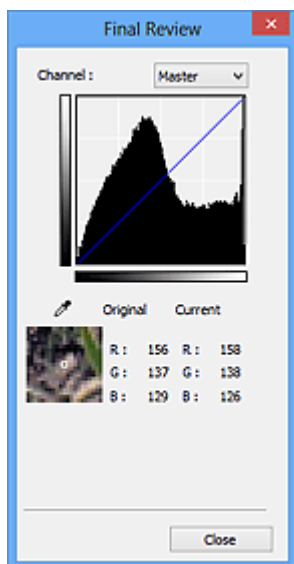 Final Review
Channel : Master
Original Current
R : 156 R : 158
G : 137 G : 138
B : 129 B : 126
Close